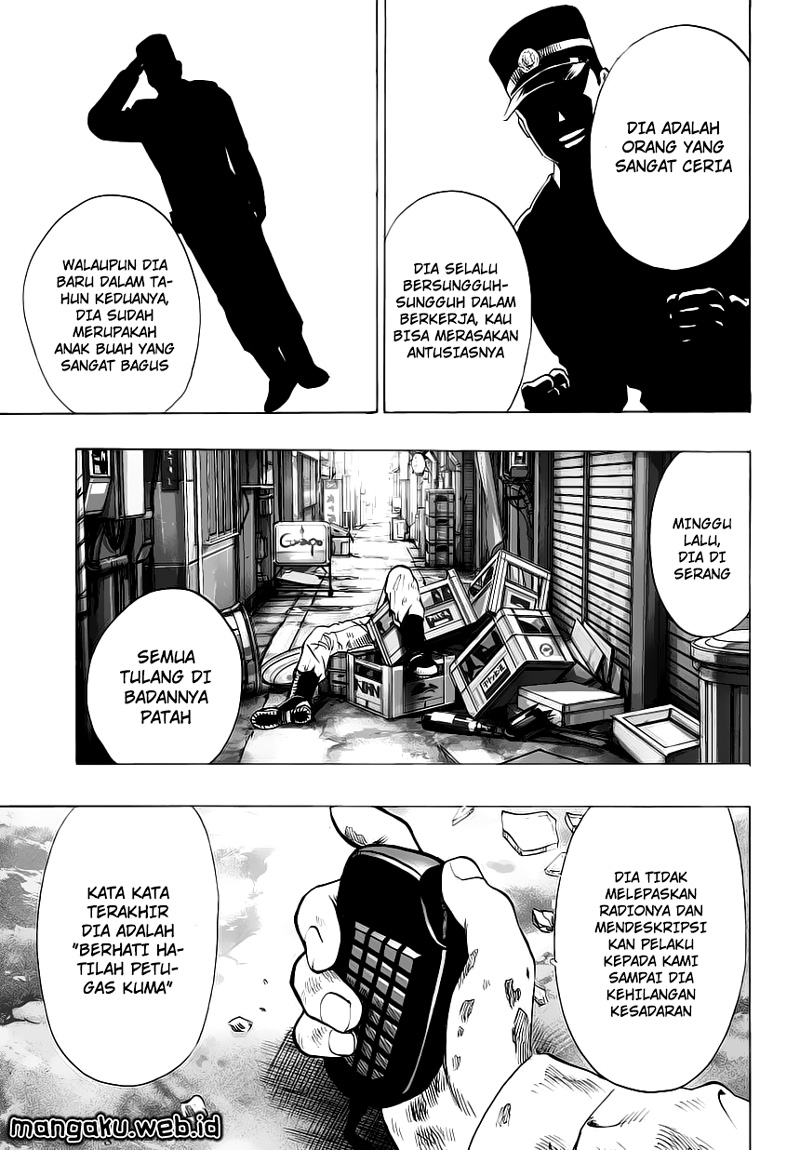 DIA ADALAH
ORANG YANG
SANGAT CERIA
DIA SELALU
BERSUNGGUH-
SUNGGUH DALAM
BERKERJA, KAU
BISA MERASAKAN
ANTUSIASNYA
WALAUPUN DIA
BARU DALAM TA-
HUN KEDUANYA,
DIA SUDAH
MERUPAKAH
ANAK BUAH YANG
SANGAT BAGUS
MINGGU
LALU,
DIA DI
SERANG
Guapo
SEMUA
TULANG DI
BADANNYA
PATAH
DIA TIDAK
MELEPASKAN
RADIONYA DAN
MENDESKRIPSI
KAN PELAKU
KEPADA KAMI
SAMPAI DIA
KEHILANGAN
KESADARAN
KATA KATA
TERAKHIR
DIA ADALAH
"BERHATI HA-
TILAH PETU-
GAS KUMA"
mangaku.web.id